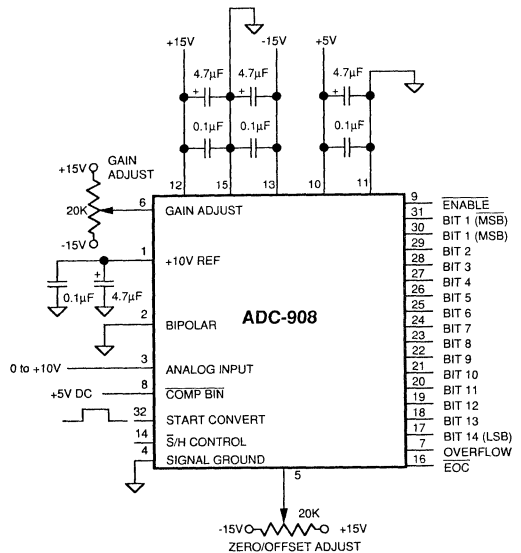 +15V
-15V
+5V
4.7µF
4.7µF
4.7µF
+
+
+
0.1µF
0.1µF
0.1µF
12
15
13
10
11
GAIN
ADJUST
+15V
20K
-15V
6
GAIN ADJUST
1
+10V REF
+
0.1µF
4.7µF
2
BIPOLAR
ADC-908
0 to +10V
3
ANALOG INPUT
+5V DC
8
COMP BIN
32
START CONVERT
14
S/H CONTROL
4
SIGNAL GROUND
9
ENABLE
31
BIT 1 (MSB)
30
BIT 1 (MSB)
29
BIT 2
28
BIT 3
27
BIT 4
26
BIT 5
25
BIT 6
24
BIT 7
23
BIT 8
22
BIT 9
21
BIT 10
20
BIT 11
19
BIT 12
18
BIT 13
17
BIT 14 (LSB)
7
OVERFLOW
16
EOC
5
20K
-15V
+15V
ZERO/OFFSET ADJUST